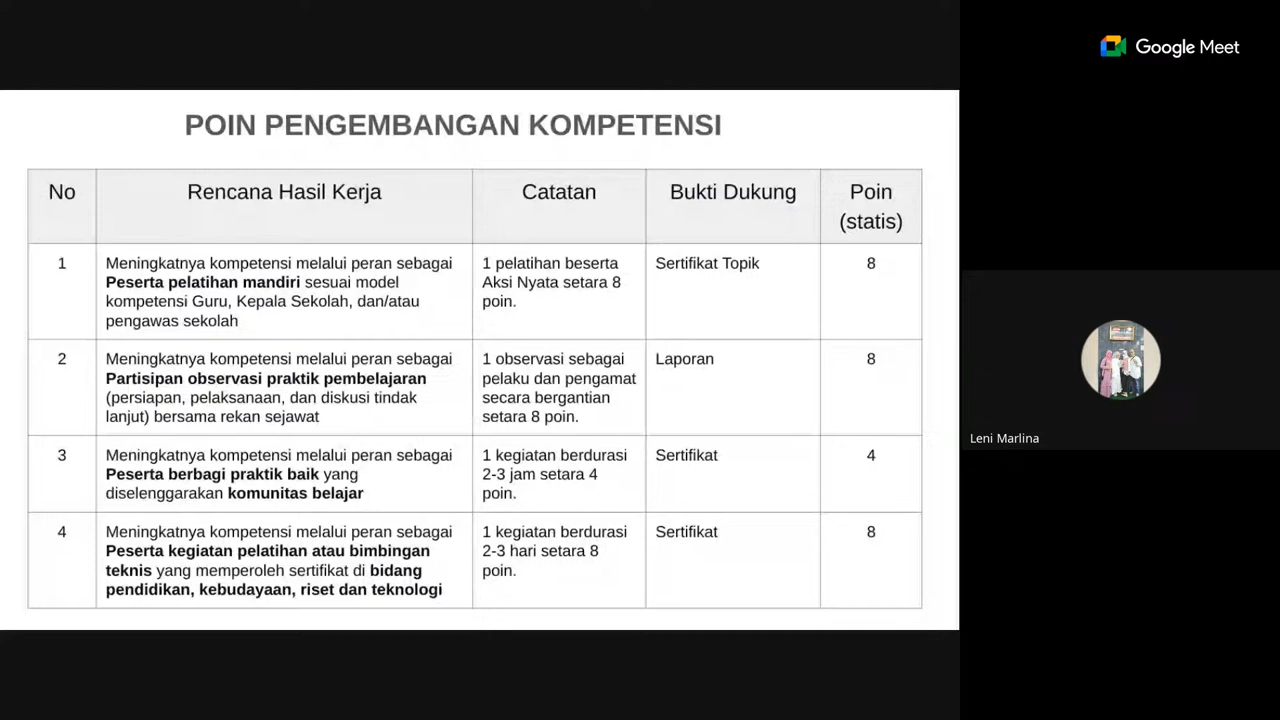 Google Meet
POIN PENGEMBANGAN KOMPETENSI
No
Rencana Hasil Kerja
Catatan
Bukti Dukung
Poin
(statis)
1
Meningkatnya kompetensi melalui peran sebagai
Peserta pelatihan mandiri sesuai model
kompetensi Guru, Kepala Sekolah, dan/atau
pengawas sekolah
1 pelatihan beserta
Aksi Nyata setara 8
poin.
Sertifikat Topik
8
2
Meningkatnya kompetensi melalui peran sebagai
Partisipan observasi praktik pembelajaran
(persiapan, pelaksanaan, dan diskusi tindak
lanjut) bersama rekan sejawat
1 observasi sebagai
pelaku dan pengamat
secara bergantian
setara 8 poin.
Laporan
8
3
Meningkatnya kompetensi melalui peran sebagai
Peserta berbagi praktik baik yang
diselenggarakan komunitas belajar
1 kegiatan berdurasi
2-3 jam setara 4
poin.
Sertifikat
4
4
Meningkatnya kompetensi melalui peran sebagai
Peserta kegiatan pelatihan atau bimbingan
teknis yang memperoleh sertifikat di bidang
pendidikan, kebudayaan, riset dan teknologi
1 kegiatan berdurasi
2-3 hari setara 8
poin.
Sertifikat
8
Leni Marlina